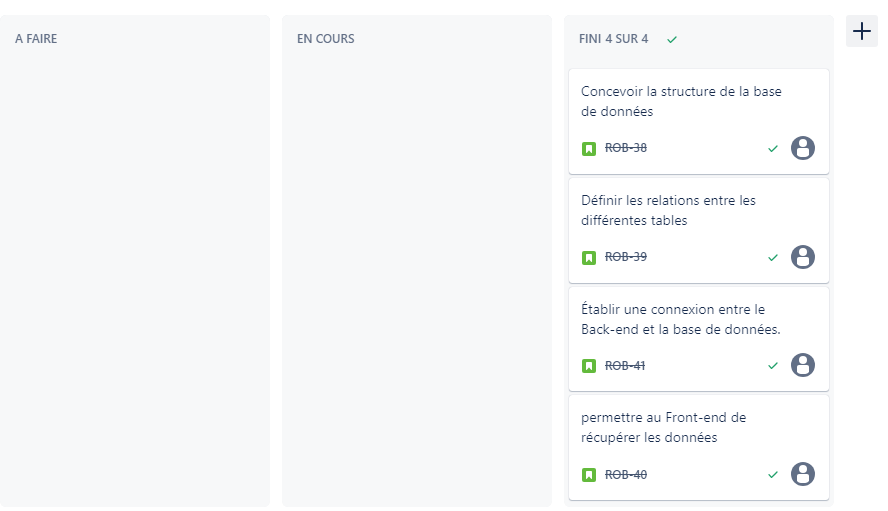 A FAIRE
EN COURS
FINI 4 SUR 4
Concevoir la structure de la base
de données
ROB-38
Définir les relations entre les
différentes tables
ROB-39
Établir une connexion entre le
Back-end et la base de données.
ROB-41
permettre au Front-end de
récupérer les données
ROB-40